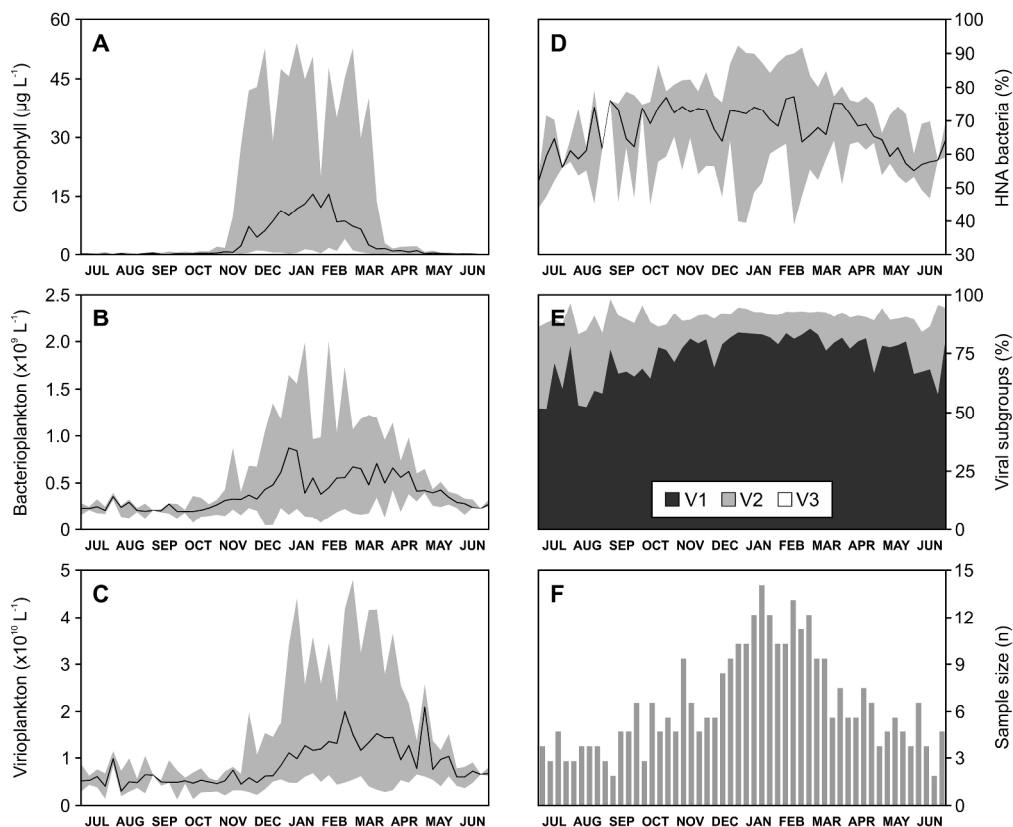 A
Chlorophyll (µg L⁻¹)
60
45
30
15
0
JUL AUG SEP OCT NOV DEC JAN FEB MAR APR MAY JUN
D
HNA bacteria (%)
100
90
80
70
60
50
40
30
JUL AUG SEP OCT NOV DEC JAN FEB MAR APR MAY JUN
B
Bacterioplankton (x10⁹ L⁻¹)
2.5
2.0
1.5
1.0
0.5
0
JUL AUG SEP OCT NOV DEC JAN FEB MAR APR MAY JUN
E
Viral subgroups (%)
100
75
50
25
0
V1 V2 V3
JUL AUG SEP OCT NOV DEC JAN FEB MAR APR MAY JUN
C
Virioplankton (x10¹⁰ L⁻¹)
5
4
3
2
1
0
JUL AUG SEP OCT NOV DEC JAN FEB MAR APR MAY JUN
F
Sample size (n)
15
12
9
6
3
0
JUL AUG SEP OCT NOV DEC JAN FEB MAR APR MAY JUN